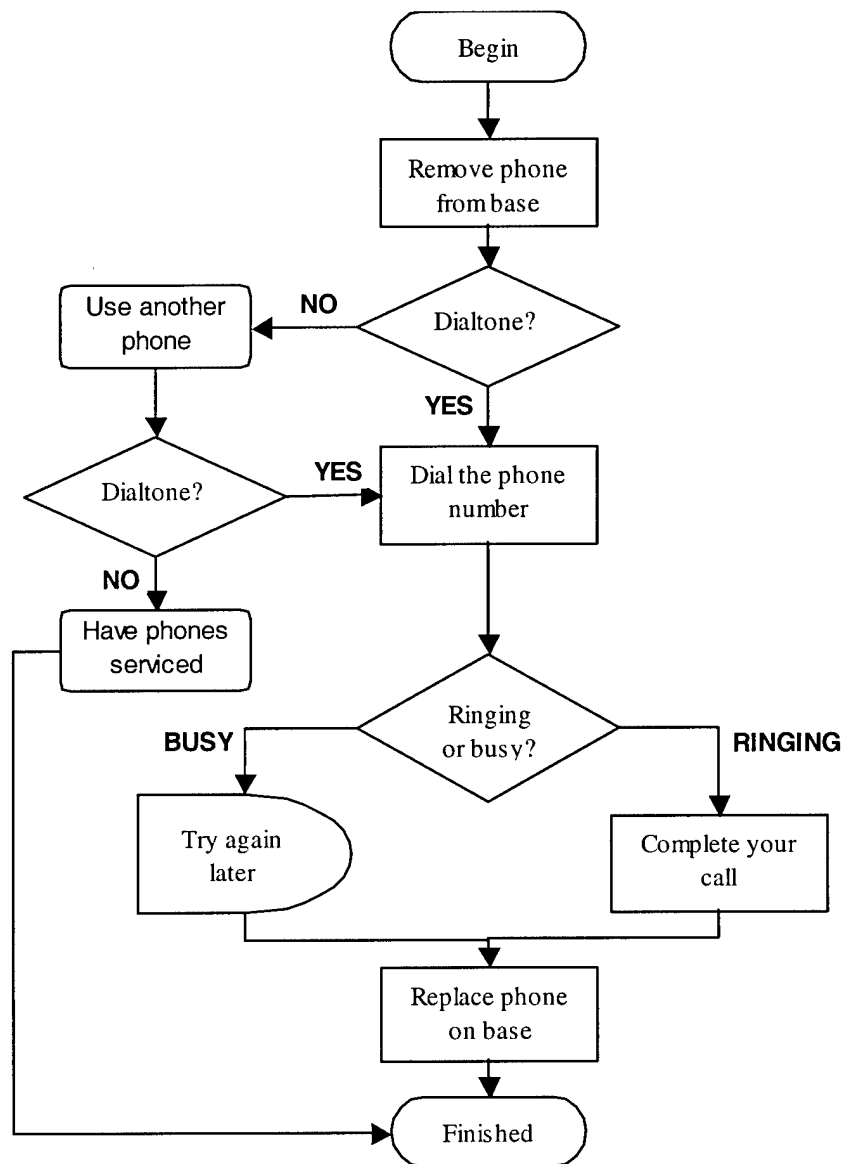 Begin
Remove phone
from base
Dialtone?
NO
Use another
phone
YES
Dialtone?
YES
Dial the phone
number
NO
Have phones
serviced
Ringing
or busy?
BUSY
RINGING
Try again
later
Complete your
call
Replace phone
on base
Finished